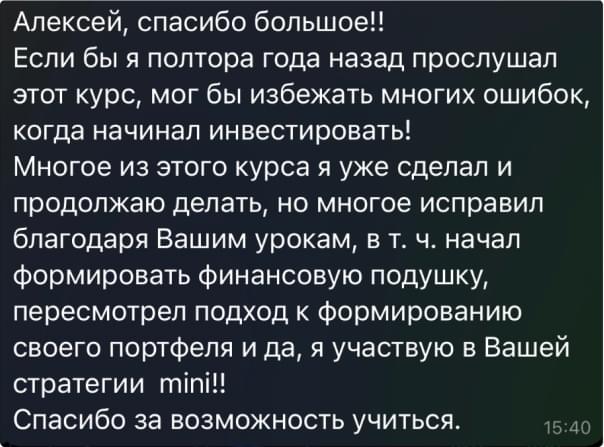 Алексей, спасибо большое!!
Если бы я полтора года назад прослушал
этот курс, мог бы избежать многих ошибок,
когда начинал инвестировать!
Многое из этого курса я уже сделал и
продолжаю делать, но многое исправил
благодаря Вашим урокам, в т. ч. начал
формировать финансовую подушку,
пересмотрел подход к формированию
своего портфеля и да, я участвую в Вашей
стратегии  mini!!
Спасибо за возможность учиться.
15:40